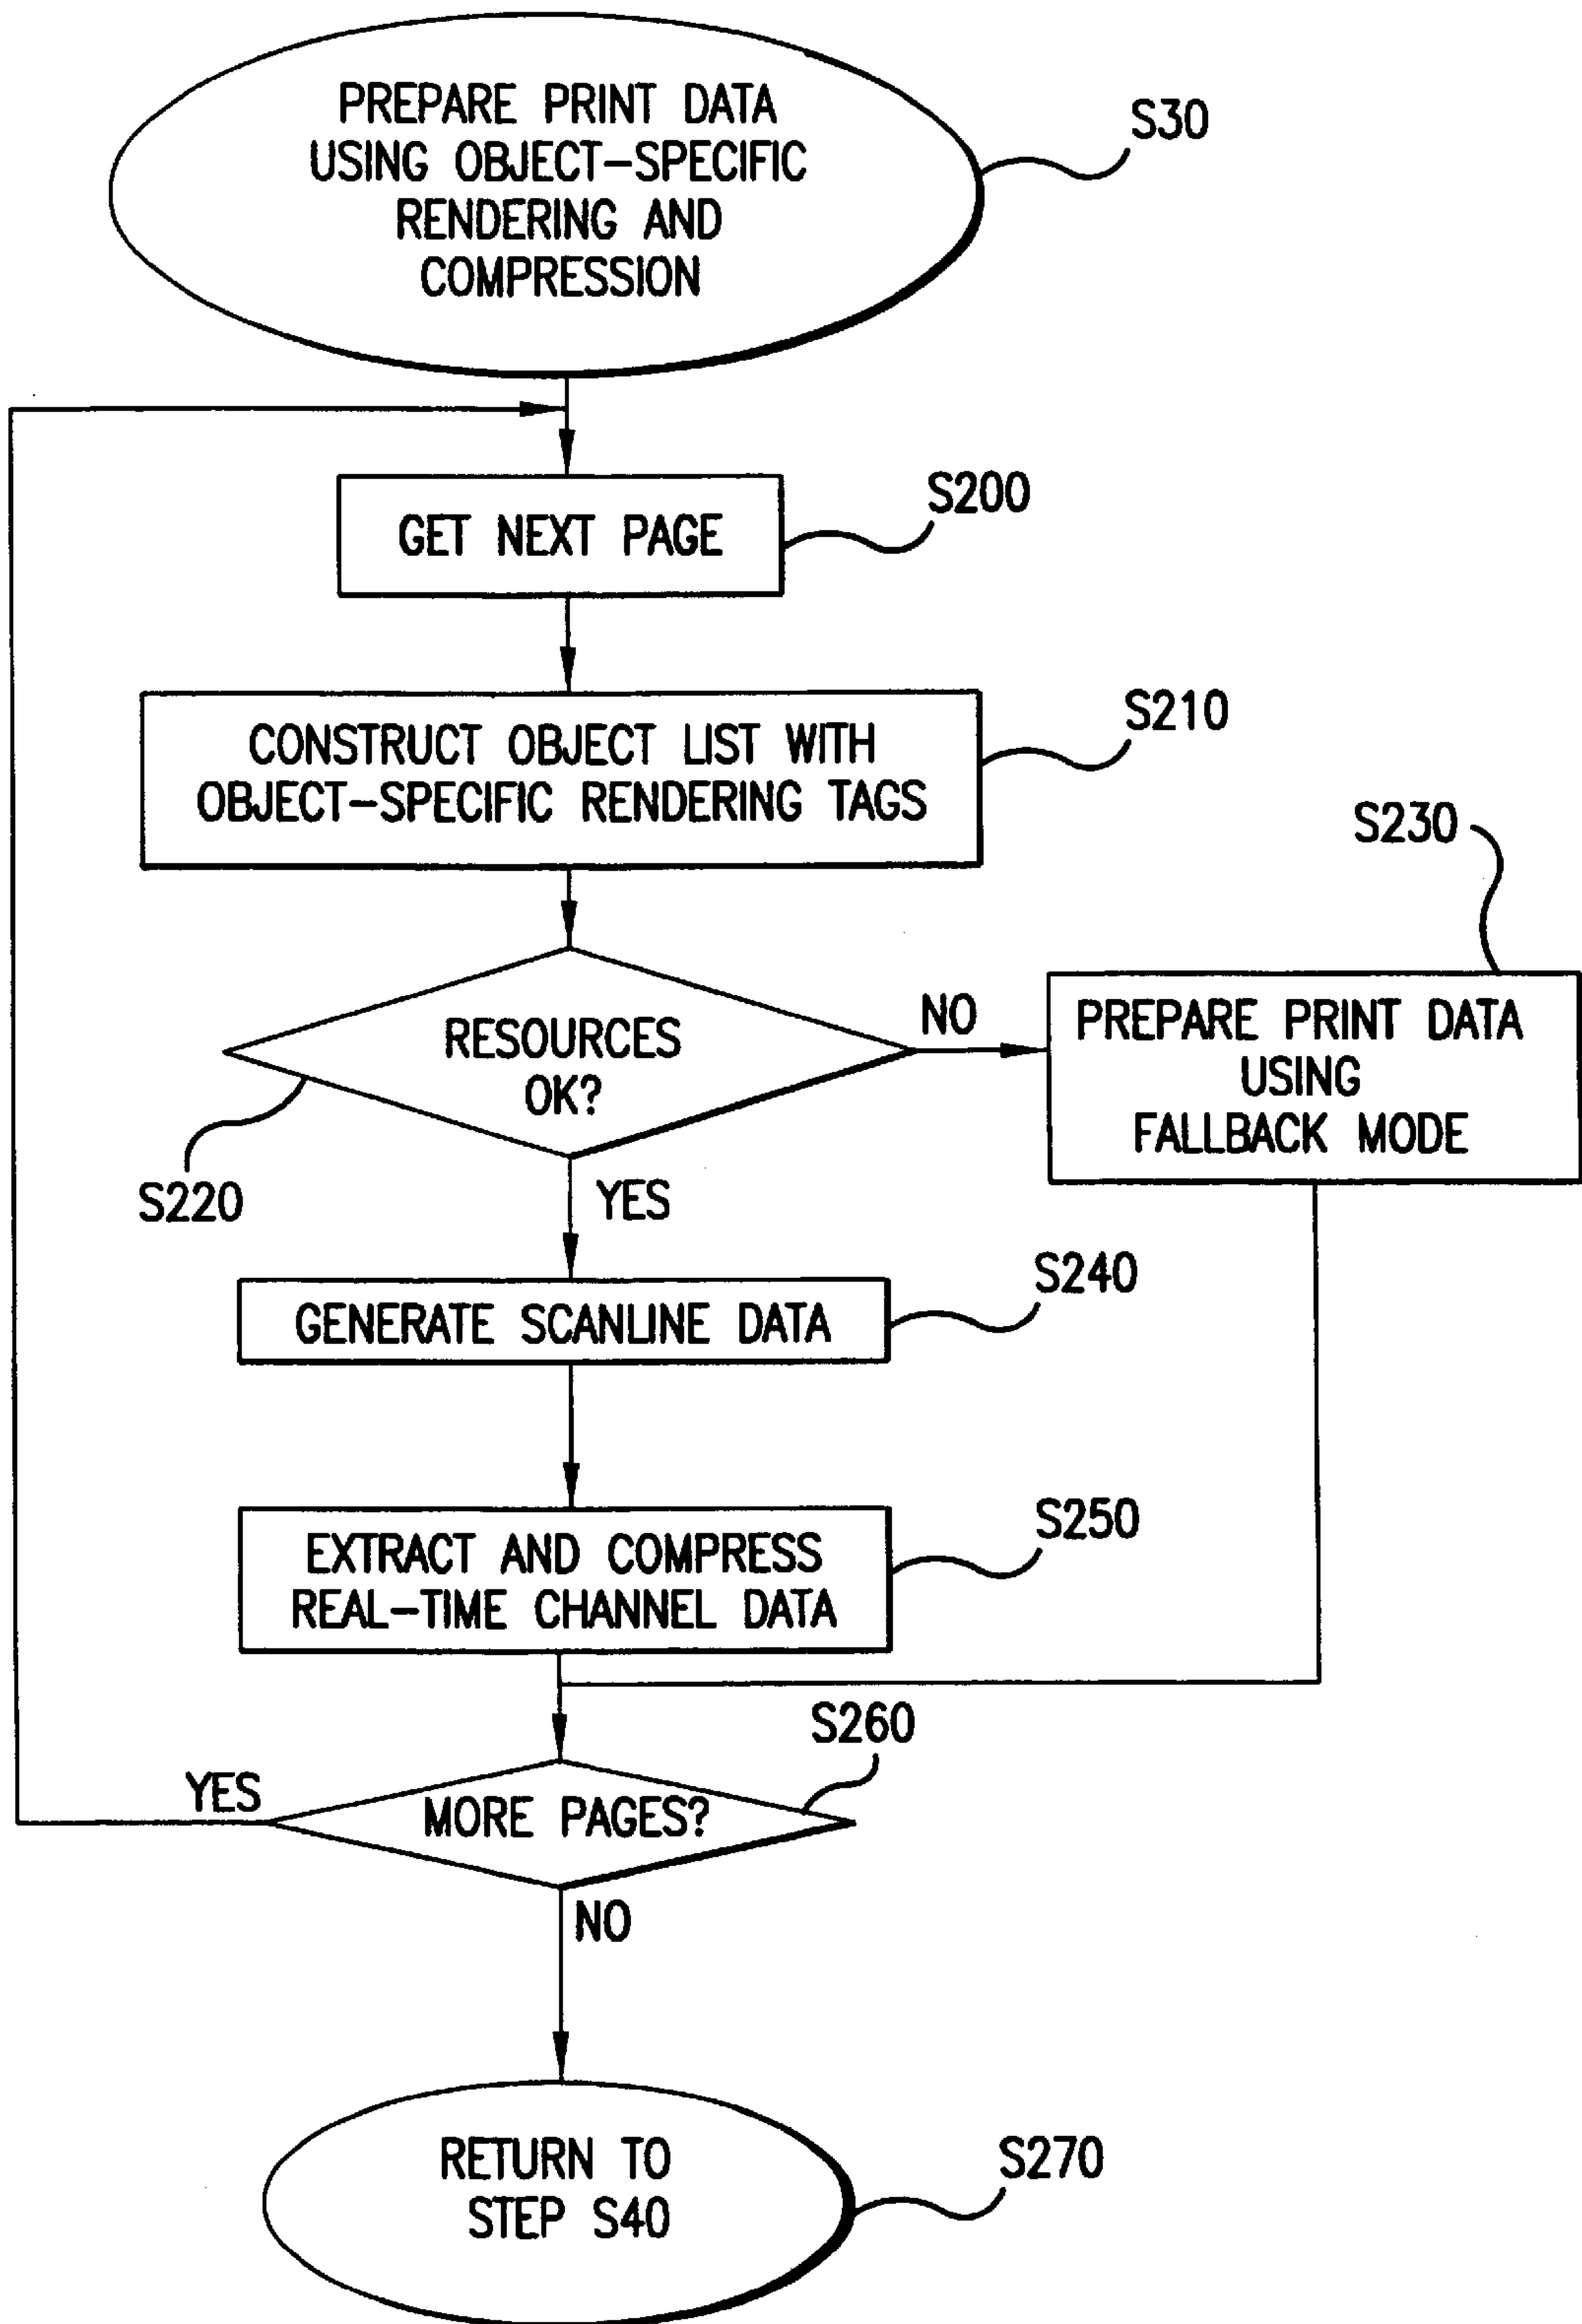 PREPARE PRINT DATA
USING OBJECT-SPECIFIC
RENDERING AND
COMPRESSION
S30
GET NEXT PAGE
S200
CONSTRUCT OBJECT LIST WITH
OBJECT-SPECIFIC RENDERING TAGS
S210
RESOURCES
OK?
S220
NO
PREPARE PRINT DATA
USING
FALLBACK MODE
S230
YES
GENERATE SCANLINE DATA
S240
EXTRACT AND COMPRESS
REAL-TIME CHANNEL DATA
S250
MORE PAGES?
S260
YES
NO
RETURN TO
STEP S40
S270